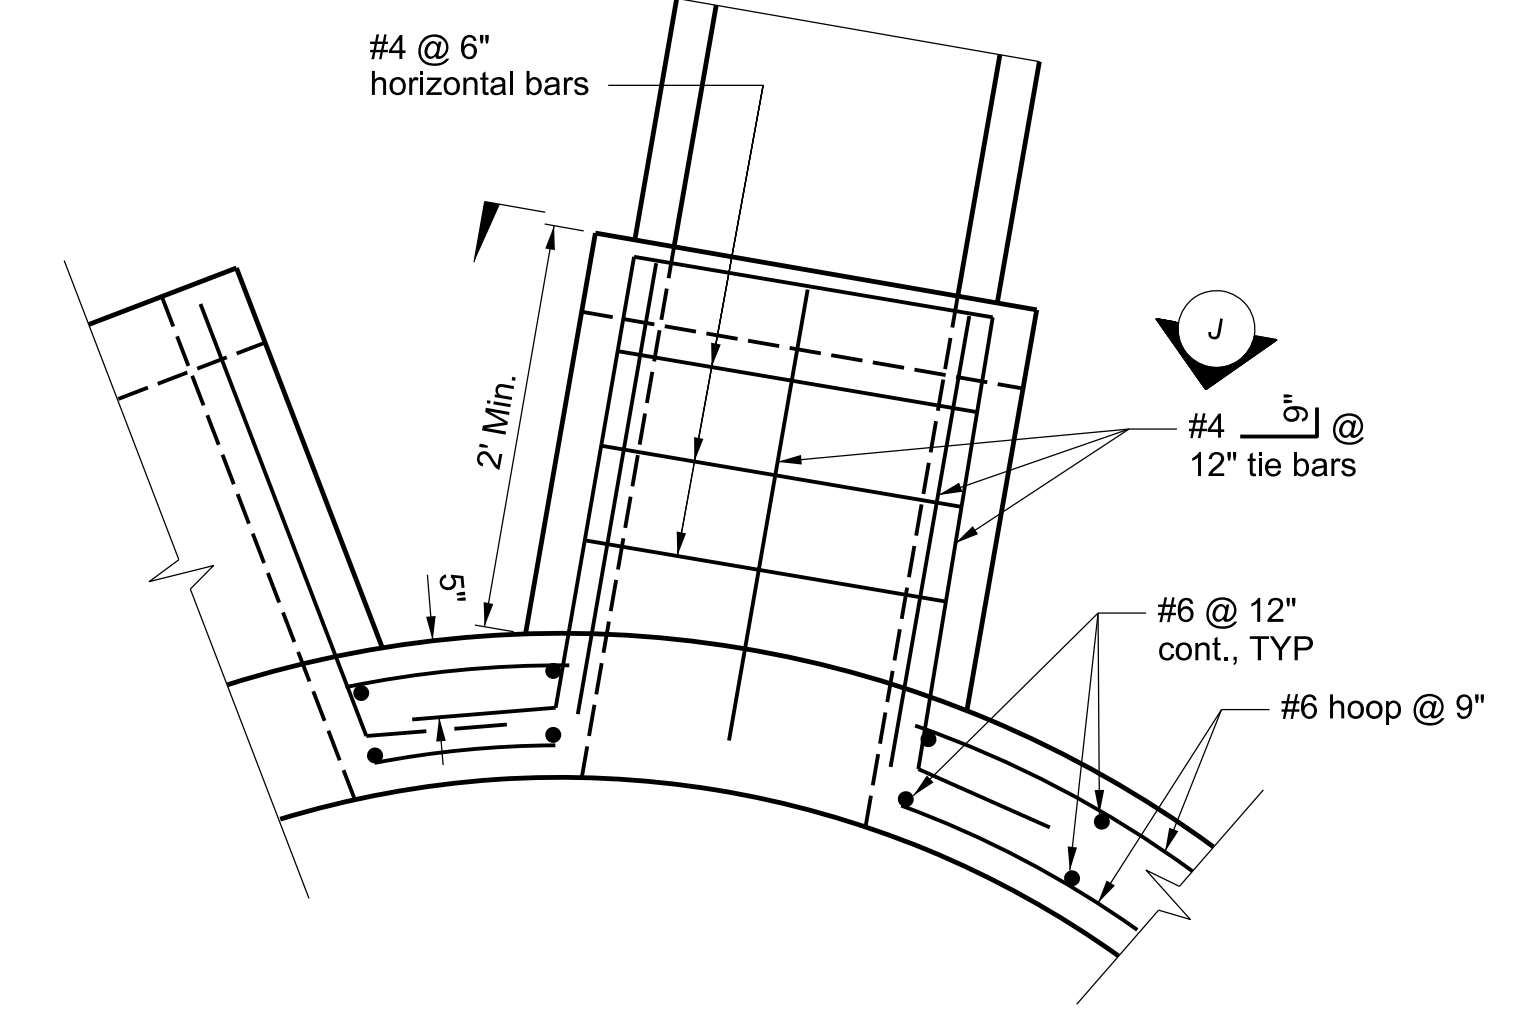 #4 @ 6"
horizontal bars
2' Min.
5"
J
#4 9" @
12" tie bars
#6 @ 12"
cont., TYP
#6 hoop @ 9"